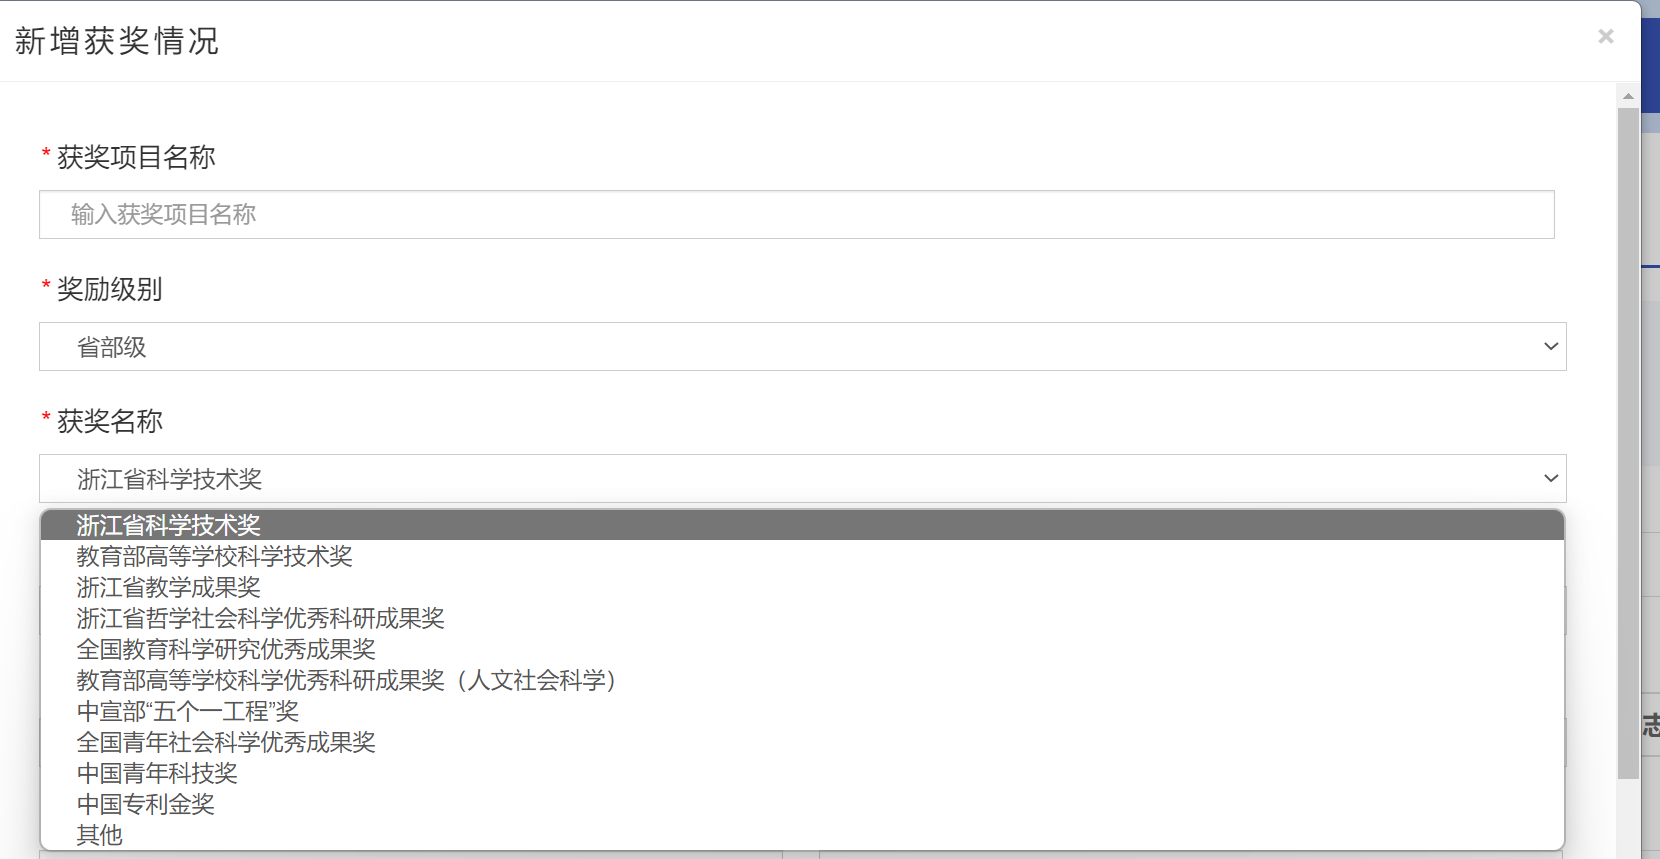 新增获奖情况
×
* 获奖项目名称
输入获奖项目名称
* 奖励级别
省部级
* 获奖名称
浙江省科学技术奖
浙江省科学技术奖
教育部高等学校科学技术奖
浙江省教学成果奖
浙江省哲学社会科学优秀科研成果奖
全国教育科学研究优秀成果奖
教育部高等学校科学优秀科研成果奖（人文社会科学）
中宣部“五个一工程”奖
全国青年社会科学优秀成果奖
中国青年科技奖
中国专利金奖
其他
志